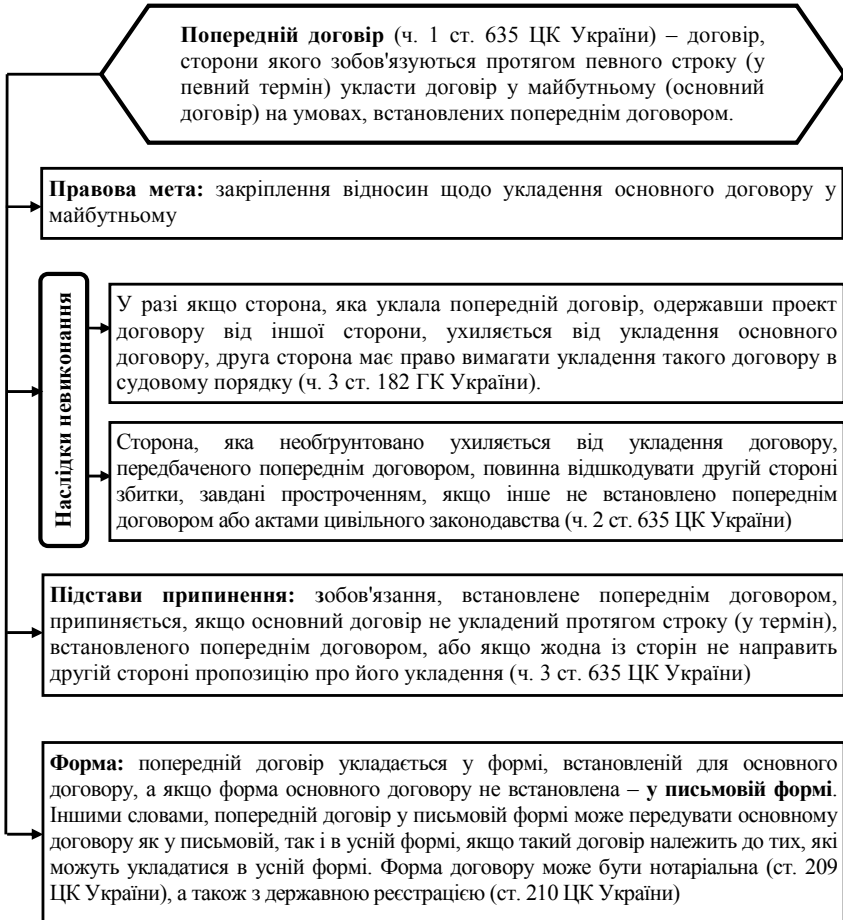 Попередній договір (ч. 1 ст. 635 ЦК України) – договір,
сторони якого зобов'язуються протягом певного строку (у
певний термін) укласти договір у майбутньому (основний
договір) на умовах, встановлених попереднім договором.
Правова мета: закріплення відносин щодо укладення основного договору у
майбутньому
Наслідки невиконання
У разі якщо сторона, яка уклала попередній договір, одержавши проект
договору від іншої сторони, ухиляється від укладення основного
договору, друга сторона має право вимагати укладення такого договору в
судовому порядку (ч. 3 ст. 182 ГК України).
Сторона, яка необґрунтовано ухиляється від укладення договору,
передбаченого попереднім договором, повинна відшкодувати другій стороні
збитки, завдані простроченням, якщо інше не встановлено попереднім
договором або актами цивільного законодавства (ч. 2 ст. 635 ЦК України)
Підстави припинення: зобов'язання, встановлене попереднім договором,
припиняється, якщо основний договір не укладений протягом строку (у термін),
встановленого попереднім договором, або якщо жодна із сторін не направить
другій стороні пропозицію про його укладення (ч. 3 ст. 635 ЦК України)
Форма: попередній договір укладається у формі, встановленій для основного
договору, а якщо форма основного договору не встановлена – у письмовій формі.
Іншими словами, попередній договір у письмовій формі може передувати основному
договору як у письмовій, так і в усній формі, якщо такий договір належить до тих, які
можуть укладатися в усній формі. Форма договору може бути нотаріальна (ст. 209
ЦК України), а також з державною реєстрацією (ст. 210 ЦК України)